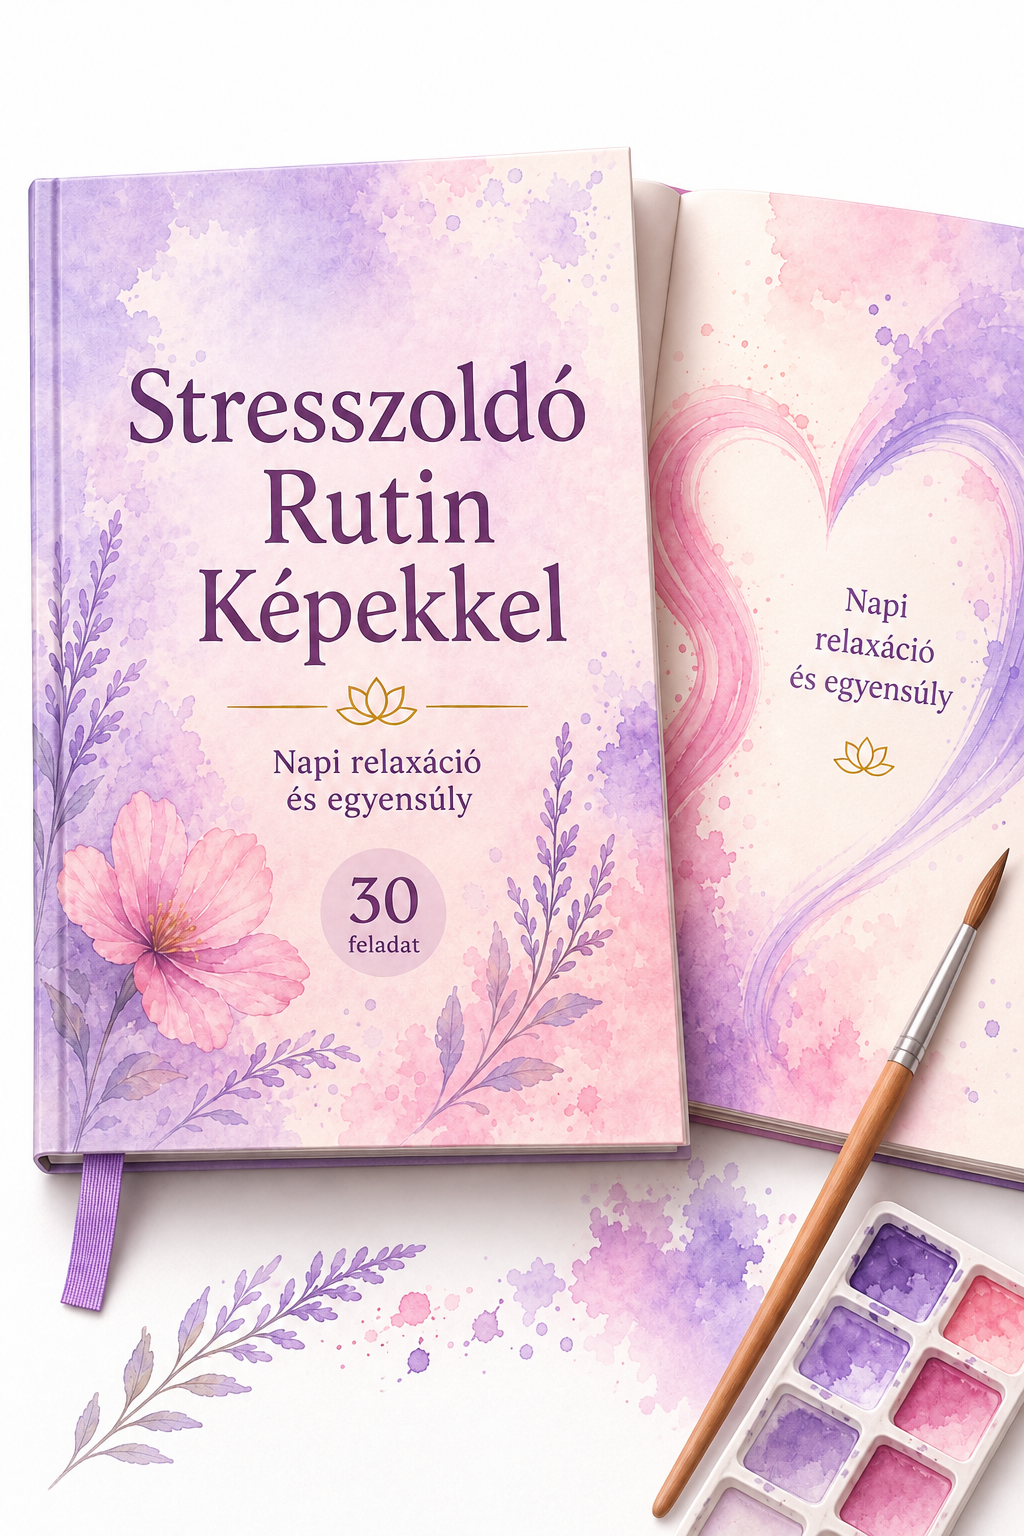 Stresszoldó
Rutin
Képekkel
Napi relaxáció
és egyensúly
30
feladat
Napi
relaxáció
és egyensúly